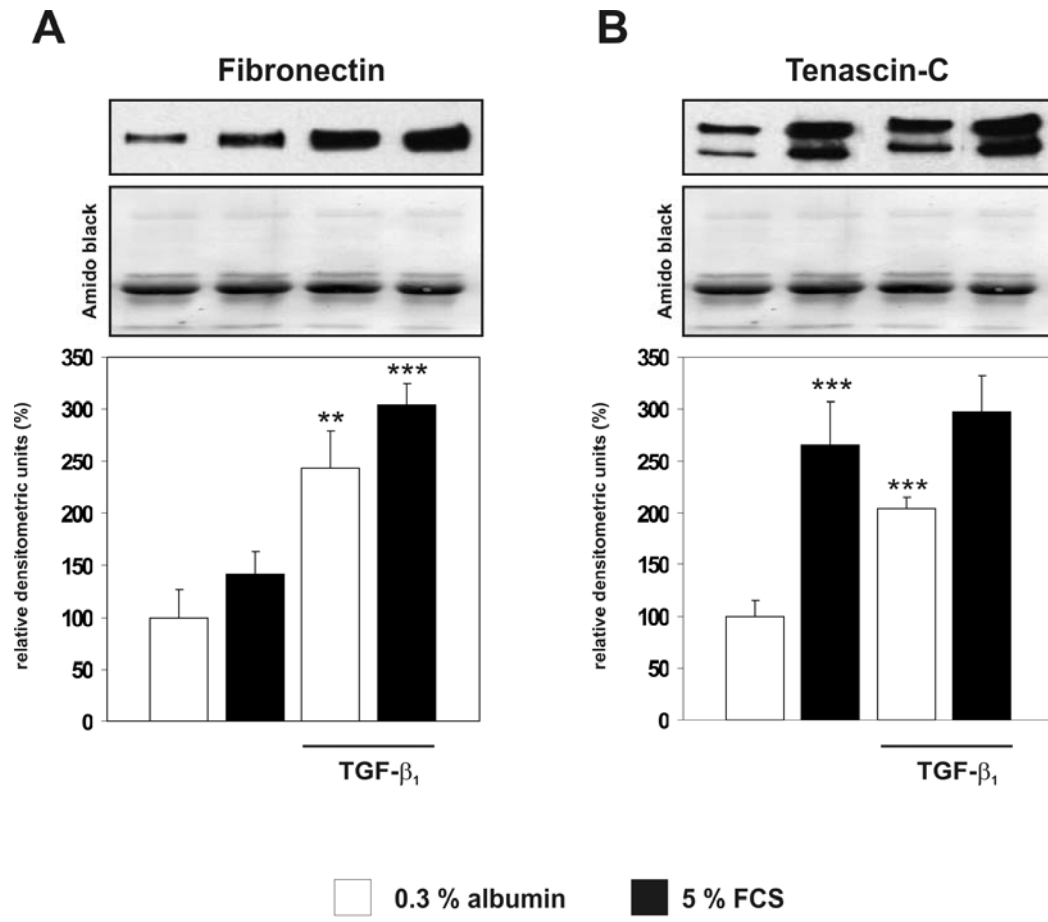 A
Fibronectin
Amido black
relative densitometric units (%)
350
300
250
200
150
100
50
0
**
***
TGF-β₁
B
Tenascin-C
Amido black
relative densitometric units (%)
350
300
250
200
150
100
50
0
***
***
TGF-β₁
0.3 % albumin
5 % FCS